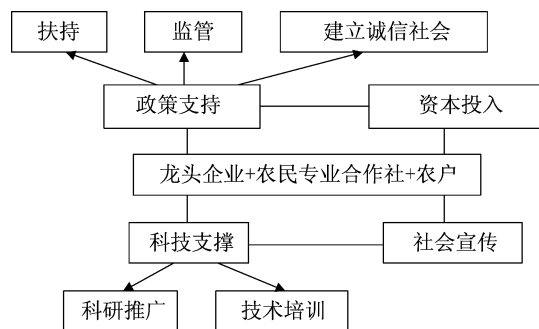 扶持
监管
建立诚信社会
政策支持
资本投入
龙头企业+农民专业合作社+农户
科技支撑
社会宣传
科研推广
技术培训